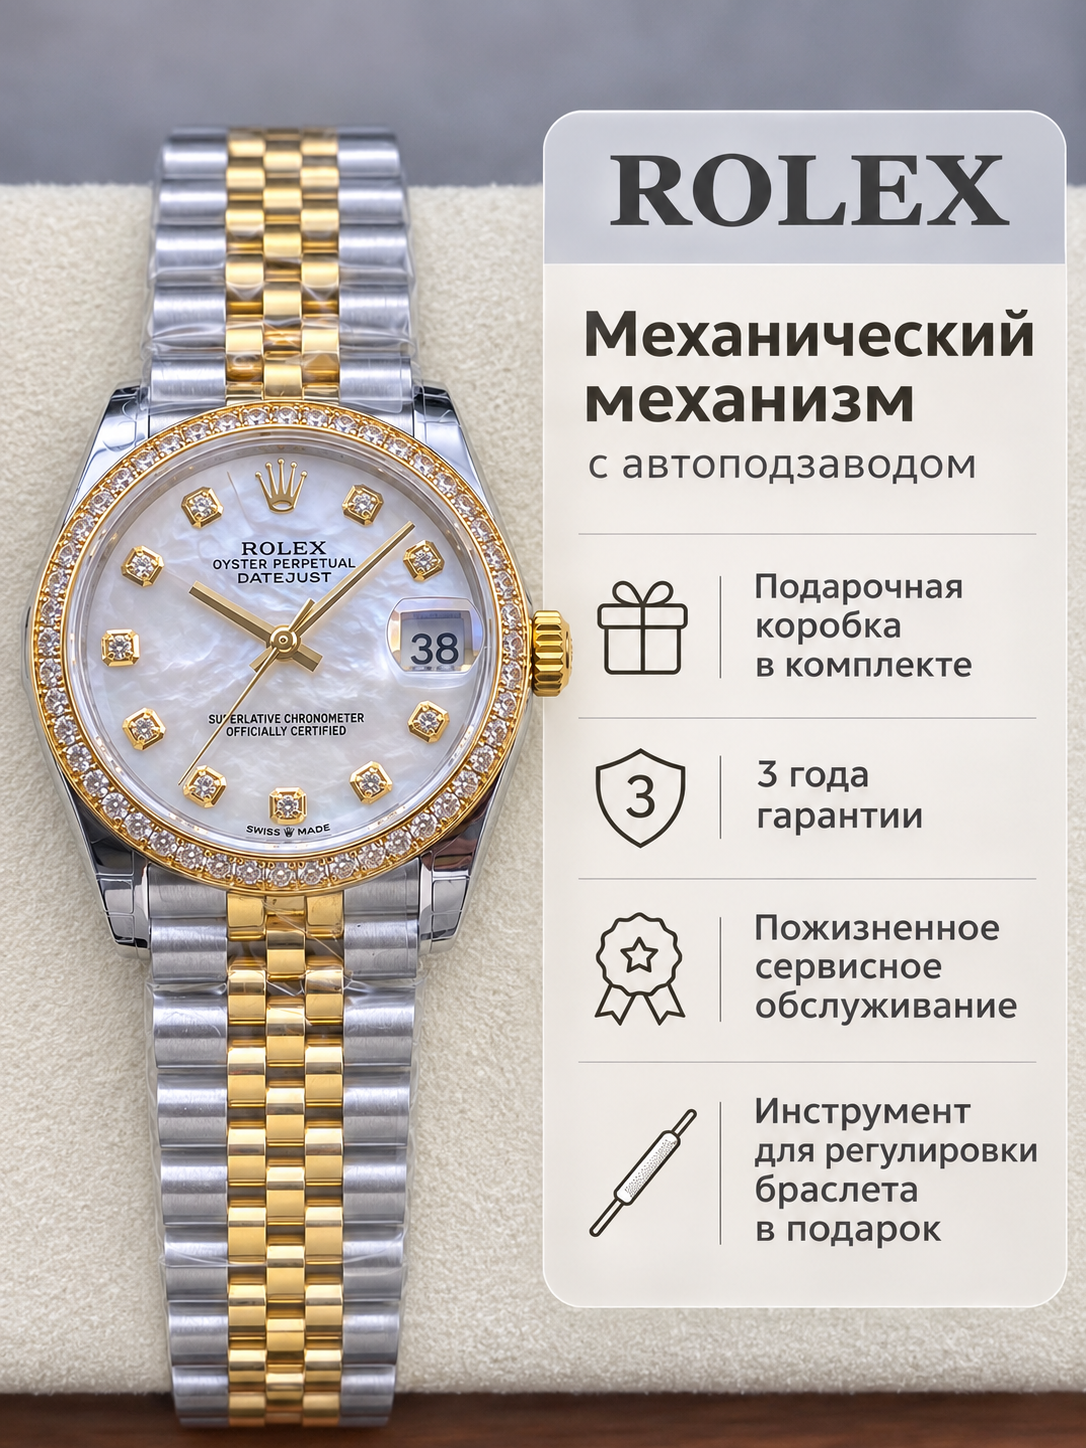 ROLEX
OYSTER PERPETUAL
DATEJUST
38
SUPERLATIVE CHRONOMETER
OFFICIALLY CERTIFIED
SWISS MADE
ROLEX
Механический
механизм
с автоподзаводом
Подарочная
коробка
в комплекте
3
3 года
гарантии
Пожизненное
сервисное
обслуживание
Инструмент
для регулировки
браслета
в подарок